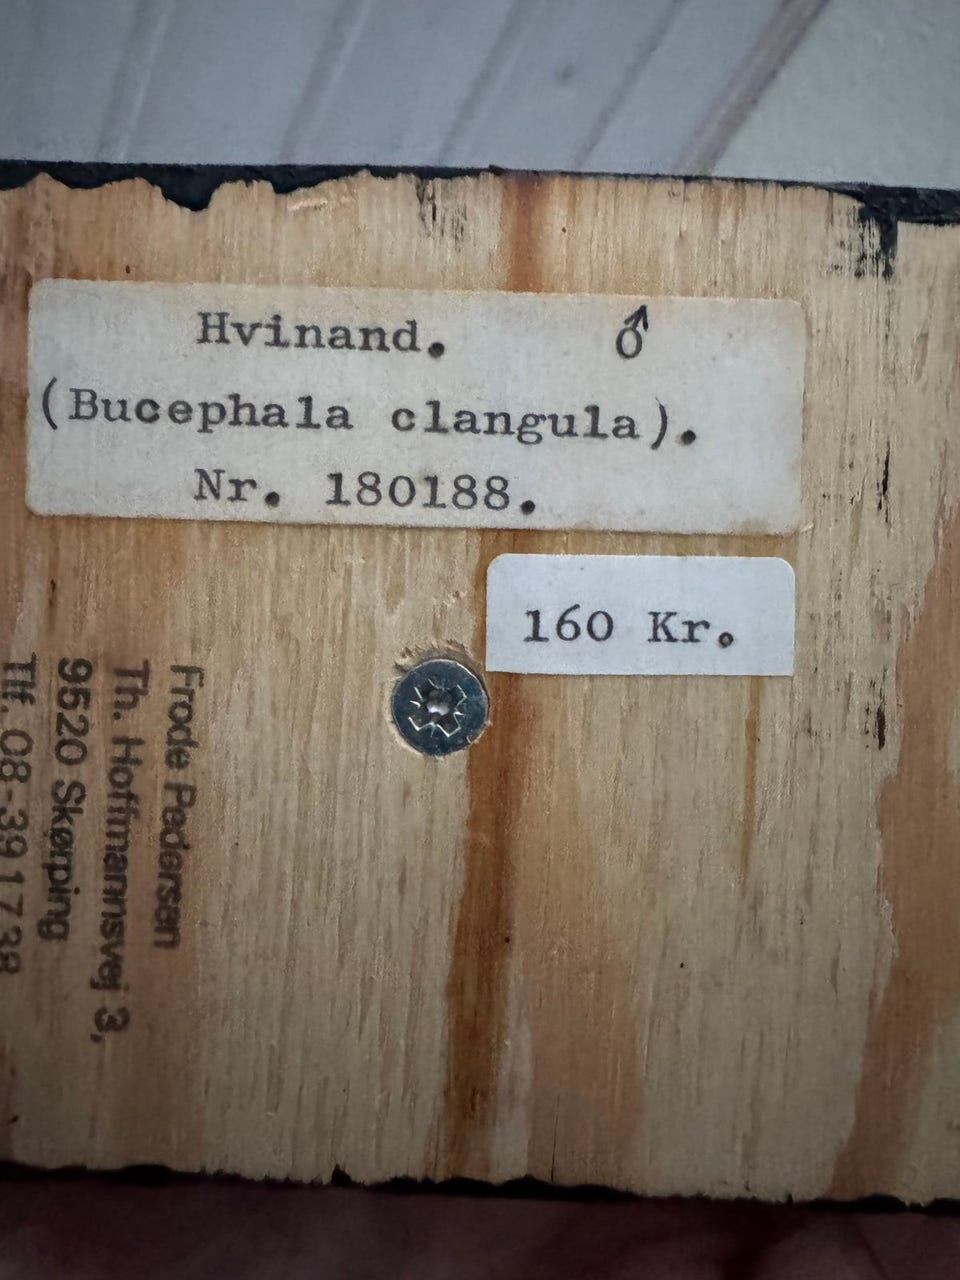 Hvinand. ♂
(Bucephala clangula).
Nr. 180188.
160 Kr.
Frode Pedersen
Th. Hoffmannsvej 3,
9520 Skørping
Tlf. 08-39 17 38